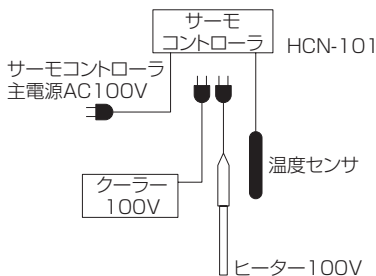 サーモ
コントローラ
HCN-101
サーモコントローラ
主電源AC100V
温度センサ
クーラー
100V
ヒーター100V